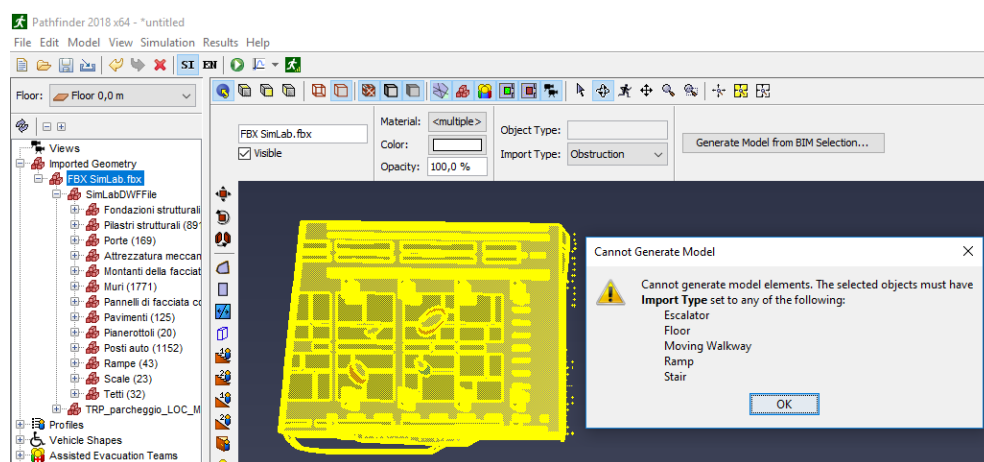 Pathfinder 2018 x64 - *untitled
File Edit Model View Simulation Results Help
SI EN
Floor: Floor 0,0 m
Views
Imported Geometry
FBX SimLab.fbx
SimLabDWFFile
Fondazioni strutturali
Pilastri strutturali (891
Porte (169)
Attrezzatura meccan
Montanti della facciat
Muri (1771)
Pannelli di facciata co
Pavimenti (125)
Pianerottoli (20)
Posti auto (1152)
Rampe (43)
Scale (23)
Tetti (32)
TRP_parcheggio_LOC_M
Profiles
Vehicle Shapes
Assisted Evacuation Teams
FBX SimLab.fbx
Visible
Material: <multiple>
Color:
Opacity: 100,0 %
Object Type:
Import Type: Obstruction
Generate Model from BIM Selection...
Cannot Generate Model
Cannot generate model elements. The selected objects must have
Import Type set to any of the following:
Escalator
Floor
Moving Walkway
Ramp
Stair
OK